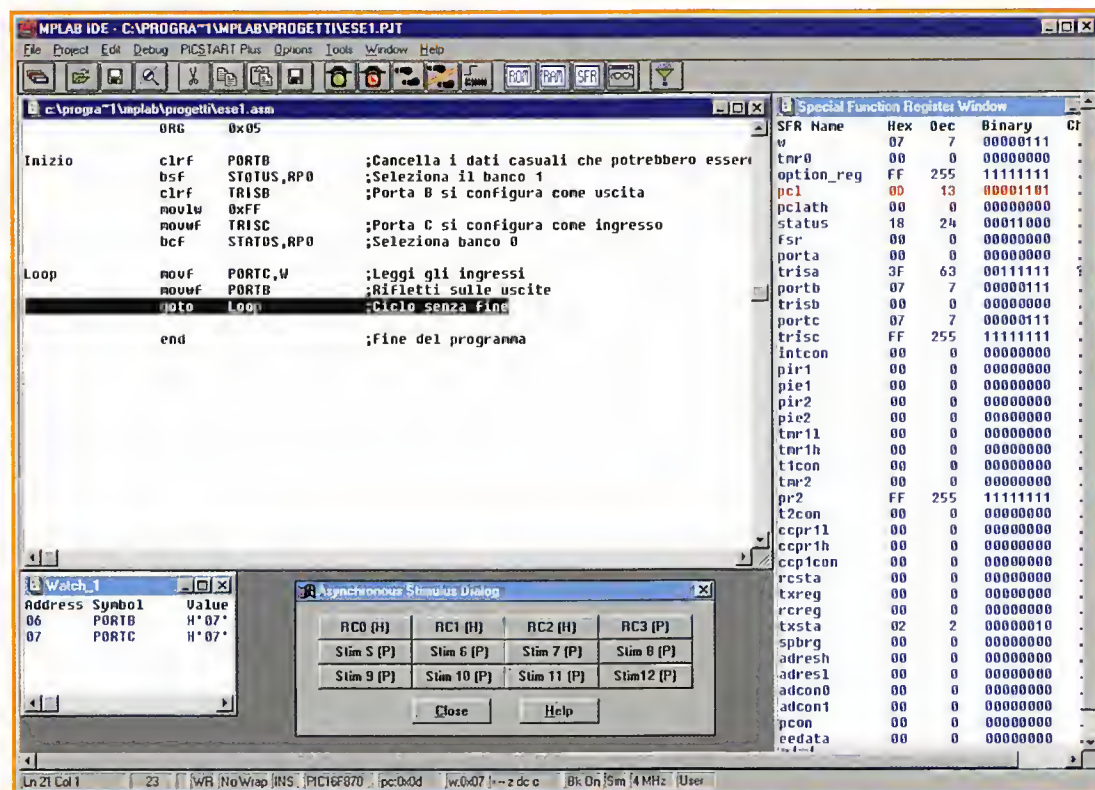 MPLAB IDE - C:\PROGRA~1\MPLAB\PROGETTI\ESE1.PJT
File Project Edit Debug PICSTART Plus Options Tools Window Help
ROM RAM SFR
c:\progra~1\mplab\progetti\ese1.asm
ORG 0x05
Inizio clrf PORTB ;Cancella i dati casuali che potrebbero essere
bsf STATUS,RP0 ;Seleziona il banco 1
clrf TRISB ;Porta B si configura come uscita
movlw 0xFF
movwf TRISC ;Porta C si configura come ingresso
bcf STATUS,RP0 ;Seleziona banco 0
Loop movf PORTC,W ;Leggi gli ingressi
movwf PORTB ;Rifletti sulle uscite
goto Loop ;Ciclo senza fine
end ;Fine del programma
Special Function Register Window
SFR Name Hex Dec Binary Ch
w 07 7 00000111 .
tmr0 00 0 00000000 .
option_reg FF 255 11111111 .
pcl 0D 13 00001101 .
pclath 00 0 00000000 .
status 18 24 00011000 .
fsr 00 0 00000000 .
porta 00 0 00000000 .
trisa 3F 63 00111111 ?
portb 07 7 00000111 .
trisb 00 0 00000000 .
portc 07 7 00000111 .
trisc FF 255 11111111 .
intcon 00 0 00000000 .
pir1 00 0 00000000 .
pie1 00 0 00000000 .
pir2 00 0 00000000 .
pie2 00 0 00000000 .
tmr1l 00 0 00000000 .
tmr1h 00 0 00000000 .
t1con 00 0 00000000 .
tmr2 00 0 00000000 .
pr2 FF 255 11111111 .
t2con 00 0 00000000 .
ccpr1l 00 0 00000000 .
ccpr1h 00 0 00000000 .
ccp1con 00 0 00000000 .
rcsta 00 0 00000000 .
txreg 00 0 00000000 .
rcreg 00 0 00000000 .
txsta 02 2 00000010 .
spbrg 00 0 00000000 .
adresh 00 0 00000000 .
adresl 00 0 00000000 .
adcon0 00 0 00000000 .
adcon1 00 0 00000000 .
pcon 00 0 00000000 .
eedata 00 0 00000000 .
Watch_1
Address Symbol Value
06 PORTB H'07'
07 PORTC H'07'
Asynchronous Stimulus Dialog
RC0 (H) RC1 (H) RC2 (H) RC3 (P)
Stim 5 (P) Stim 6 (P) Stim 7 (P) Stim 8 (P)
Stim 9 (P) Stim 10 (P) Stim 11 (P) Stim12 (P)
Close Help
Ln 21 Col 1 23 WR No Wrap INS PIC16F870 pc:0x0d w:0x07 -- z dc c Bk On Sim 4 MHz User